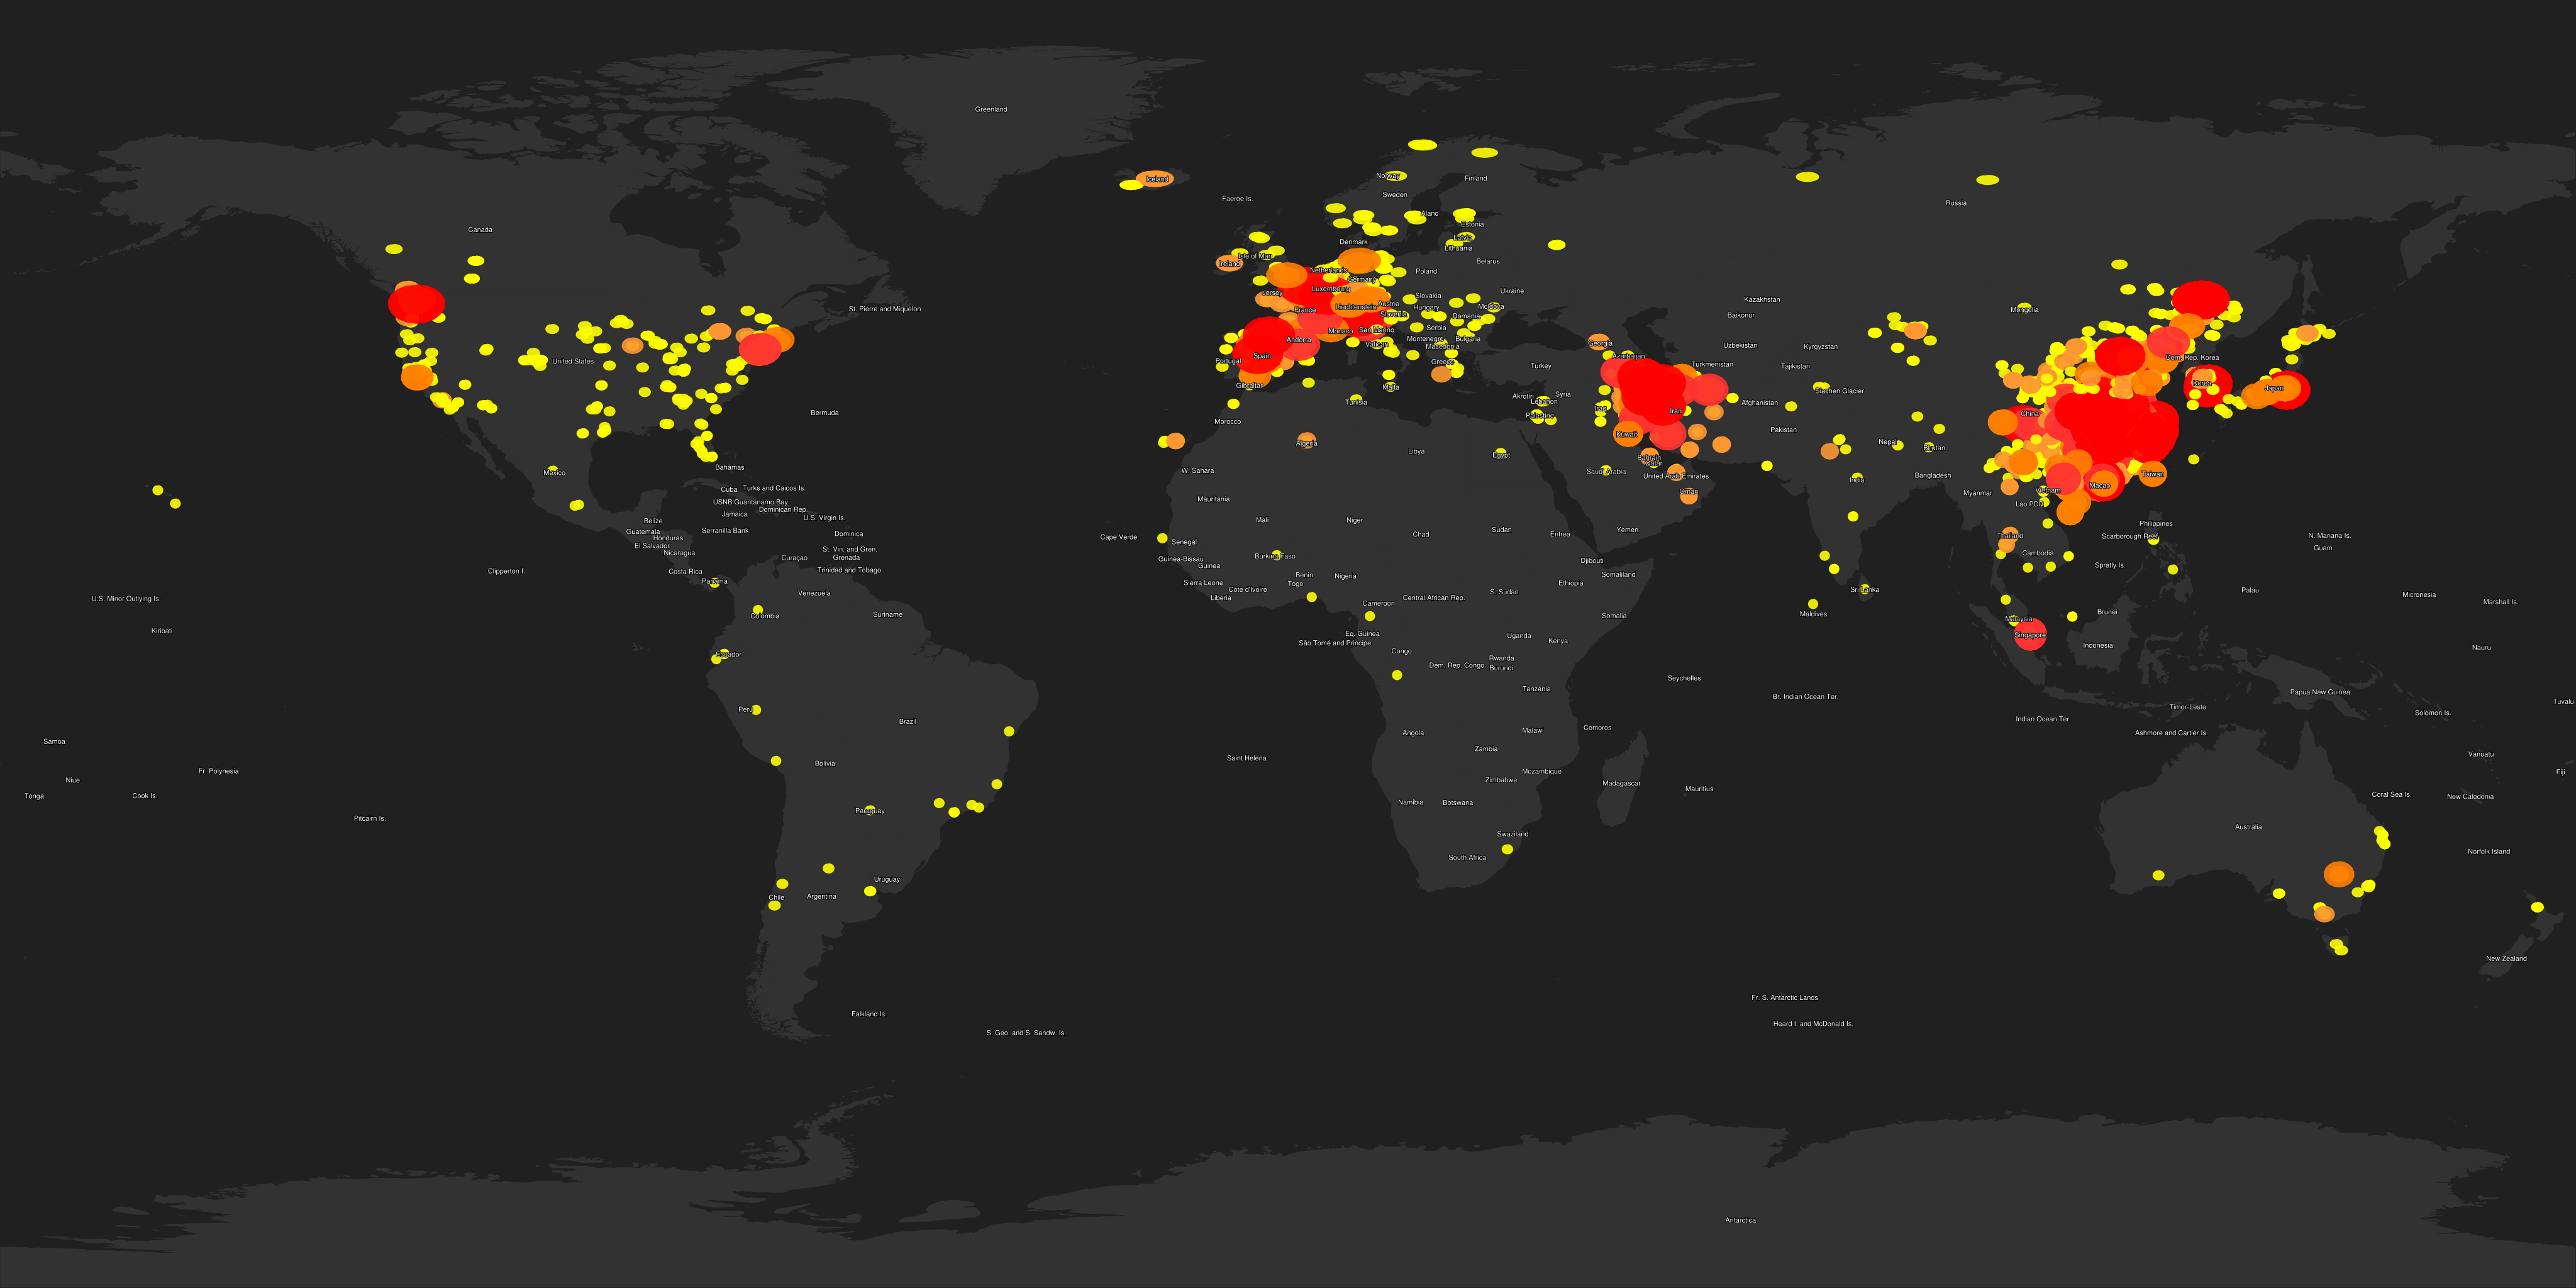 Greenland
Iceland
Norway
Finland
Sweden
Faeroe Is.
Russia
Canada
Aland
Estonia
Latvia
Denmark
Lithuania
Isle of Man
Ireland
Belarus
Netherlands
Poland
Germany
Luxembourg
Ukraine
Jersey
Slovakia
Kazakhstan
Austria
Liechtenstein
Hungary
Moldova
St. Pierre and Miquelon
France
Mongolia
Slovenia
Baikonur
Romania
Serbia
Monaco
San Marino
Montenegro
Bulgaria
Andorra
Georgia
Vatican
Macedonia
Uzbekistan
Kyrgyzstan
Spain
Azerbaijan
Dem. Rep. Korea
United States
Portugal
Greece
Turkmenistan
Turkey
Tajikistan
Korea
Gibraltar
Malta
Japan
Siachen Glacier
Akrotiri
Syria
Lebanon
Tunisia
Afghanistan
Iraq
Iran
Bermuda
China
Palestine
Morocco
Pakistan
Kuwait
Algeria
Nepal
Bhutan
Libya
Egypt
Bahrain
Qatar
Bahamas
W. Sahara
Saudi Arabia
Mexico
Taiwan
Bangladesh
United Arab Emirates
India
Macao
Cuba
Turks and Caicos Is.
Vietnam
Oman
Myanmar
Mauritania
USNB Guantanamo Bay
Lao PDR
Dominican Rep.
Jamaica
U.S. Virgin Is.
Mali
Niger
Belize
Philippines
Serranilla Bank
Guatemala
Sudan
Yemen
Dominica
Chad
Eritrea
Cape Verde
Thailand
Scarborough Reef
N. Mariana Is.
Honduras
Senegal
El Salvador
Guam
St. Vin. and Gren.
Nicaragua
Cambodia
Burkina Faso
Curaçao
Grenada
Guinea-Bissau
Djibouti
Guinea
Spratly Is.
Clipperton I.
Costa Rica
Trinidad and Tobago
Benin
Nigeria
Somaliland
Panama
Sierra Leone
Togo
Ethiopia
Côte d'Ivoire
Sri Lanka
Palau
Venezuela
S. Sudan
Micronesia
U.S. Minor Outlying Is.
Liberia
Central African Rep.
Marshall Is.
Cameroon
Brunei
Suriname
Colombia
Maldives
Somalia
Malaysia
Kiribati
Eq. Guinea
Uganda
Singapore
São Tomé and Principe
Kenya
Indonesia
Nauru
Congo
Ecuador
Rwanda
Dem. Rep. Congo
Burundi
Seychelles
Tanzania
Papua New Guinea
Br. Indian Ocean Ter.
Tuvalu
Timor-Leste
Peru
Solomon Is.
Indian Ocean Ter.
Brazil
Comoros
Malawi
Angola
Ashmore and Cartier Is.
Samoa
Zambia
Vanuatu
Saint Helena
Bolivia
Fr. Polynesia
Mozambique
Fiji
Niue
Zimbabwe
Madagascar
Mauritius
Tonga
Cook Is.
Coral Sea Is.
New Caledonia
Namibia
Botswana
Paraguay
Pitcairn Is.
Australia
Swaziland
Norfolk Island
South Africa
Uruguay
Chile
Argentina
New Zealand
Fr. S. Antarctic Lands
Falkland Is.
Heard I. and McDonald Is.
S. Geo. and S. Sandw. Is.
Antarctica